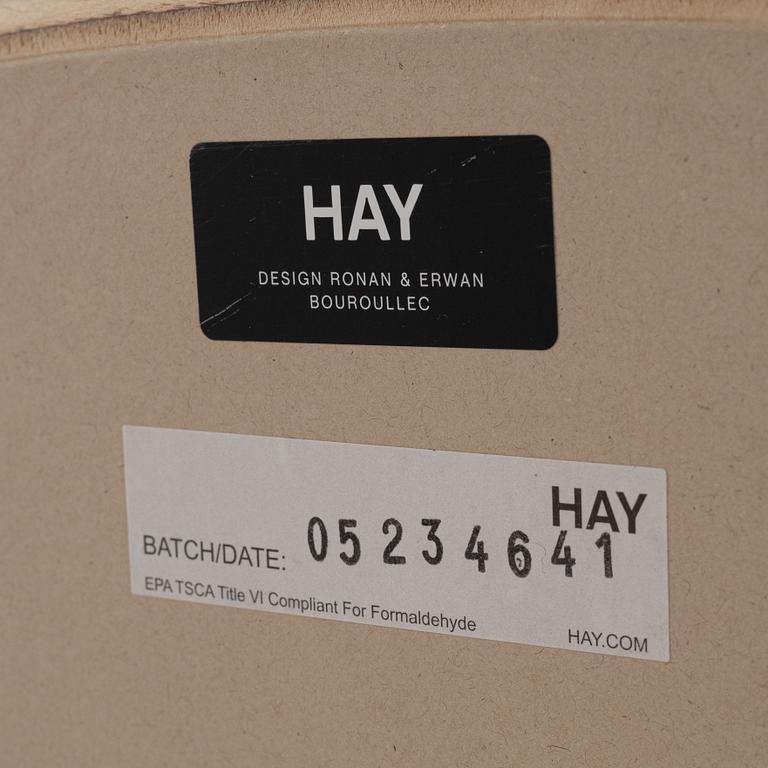 HAY
DESIGN RONAN & ERWAN
BOUROULLEC
HAY
BATCH/DATE: 05234641
EPA TSCA Title VI Compliant For Formaldehyde
HAY.COM